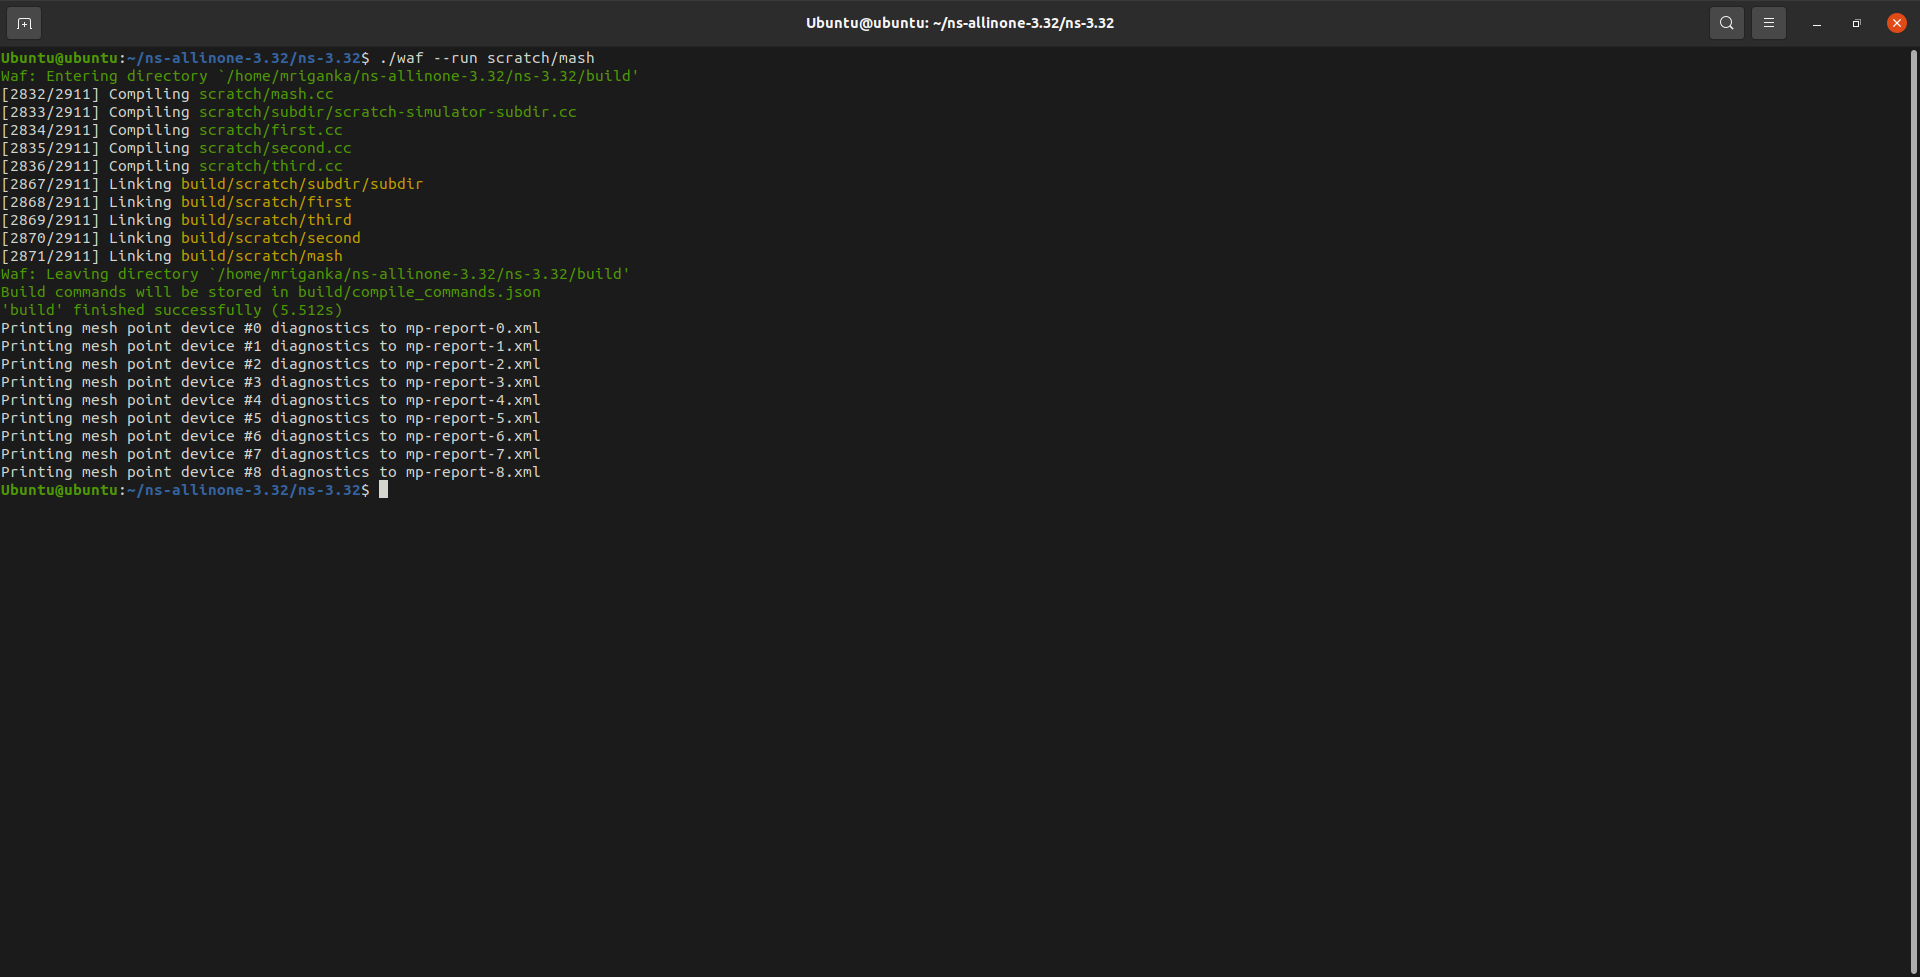 Ubuntu@ubuntu: ~/ns-allinone-3.32/ns-3.32
Ubuntu@ubuntu:~/ns-allinone-3.32/ns-3.32$ ./waf --run scratch/mash
Waf: Entering directory `/home/mriganka/ns-allinone-3.32/ns-3.32/build'
[2832/2911] Compiling scratch/mash.cc
[2833/2911] Compiling scratch/subdir/scratch-simulator-subdir.cc
[2834/2911] Compiling scratch/first.cc
[2835/2911] Compiling scratch/second.cc
[2836/2911] Compiling scratch/third.cc
[2867/2911] Linking build/scratch/subdir/subdir
[2868/2911] Linking build/scratch/first
[2869/2911] Linking build/scratch/third
[2870/2911] Linking build/scratch/second
[2871/2911] Linking build/scratch/mash
Waf: Leaving directory `/home/mriganka/ns-allinone-3.32/ns-3.32/build'
Build commands will be stored in build/compile_commands.json
'build' finished successfully (5.512s)
Printing mesh point device #0 diagnostics to mp-report-0.xml
Printing mesh point device #1 diagnostics to mp-report-1.xml
Printing mesh point device #2 diagnostics to mp-report-2.xml
Printing mesh point device #3 diagnostics to mp-report-3.xml
Printing mesh point device #4 diagnostics to mp-report-4.xml
Printing mesh point device #5 diagnostics to mp-report-5.xml
Printing mesh point device #6 diagnostics to mp-report-6.xml
Printing mesh point device #7 diagnostics to mp-report-7.xml
Printing mesh point device #8 diagnostics to mp-report-8.xml
Ubuntu@ubuntu:~/ns-allinone-3.32/ns-3.32$